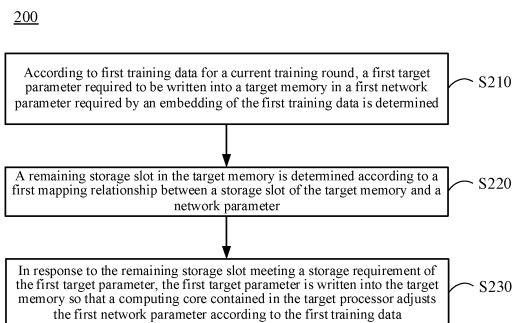 200
According to first training data for a current training round, a first target
parameter required to be written into a target memory in a first network
parameter required by an embedding of the first training data is determined
S210
A remaining storage slot in the target memory is determined according to a
first mapping relationship between a storage slot of the target memory and a
network parameter
S220
In response to the remaining storage slot meeting a storage requirement of
the first target parameter, the first target parameter is written into the target
memory so that a computing core contained in the target processor adjusts
the first network parameter according to the first training data
S230